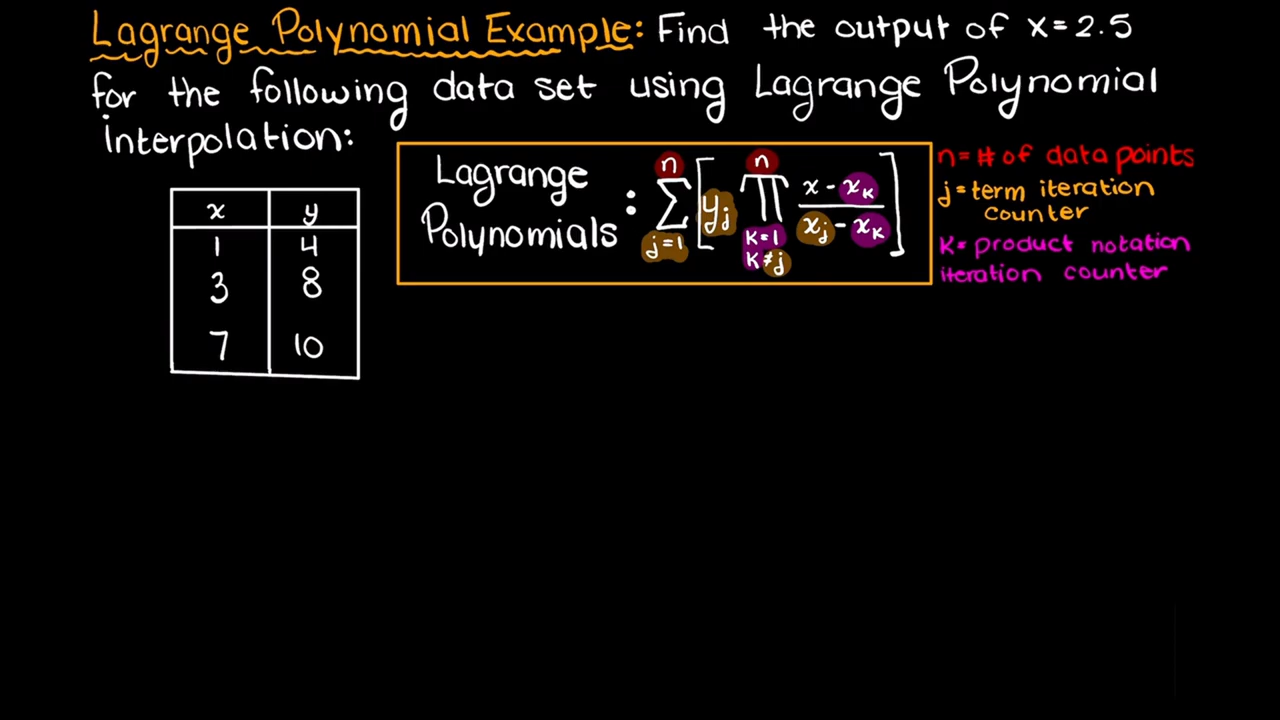 Lagrange Polynomial Example: Find the output of x=2.5
for the following data set using Lagrange Polynomial
Interpolation:
x y
1 4
3 8
7 10
Lagrange
Polynomials : n Σ j=1 [ yⱼ n ∏ k=1 k≠j (x - xₖ)/(xⱼ - xₖ) ]
n = # of data points
j = term iteration
counter
k = product notation
iteration counter